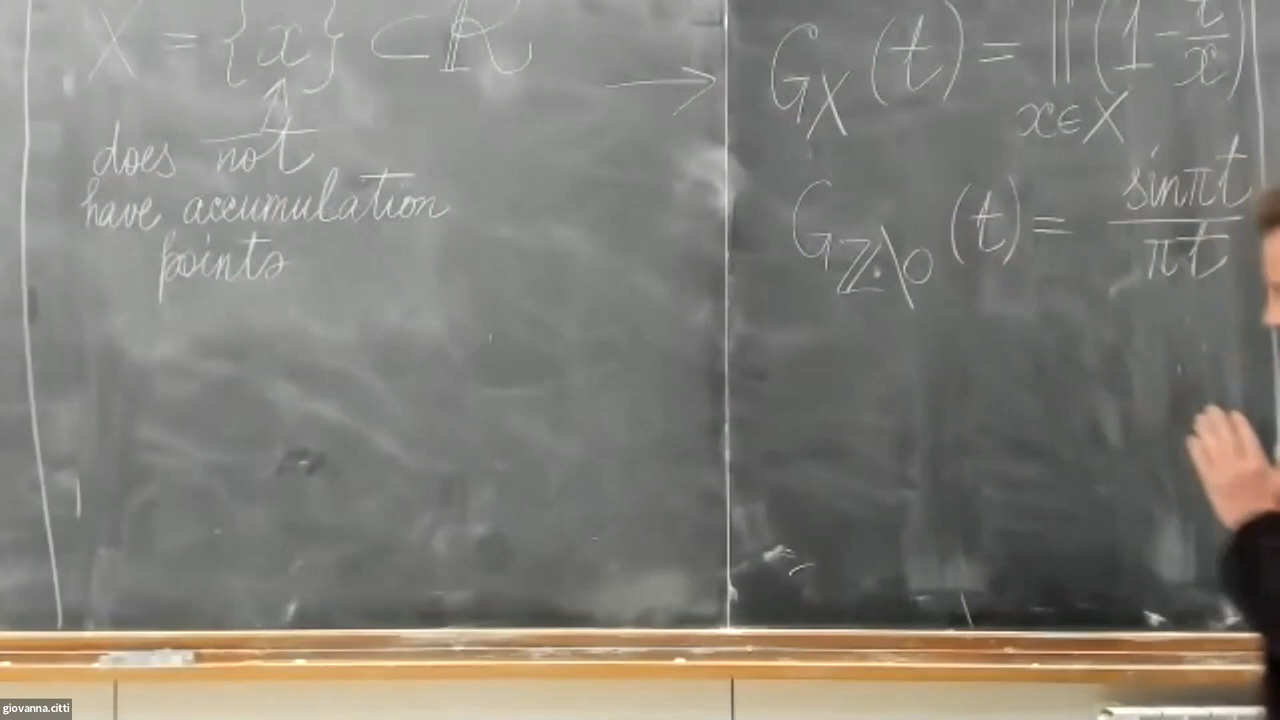 X = {x} ⊂ ℝ
↑
does not
have accumulation
points
→
G_X (t) = ∏_{x∈X} (1 - t/x)
G_{ℤ\0} (t) = sin πt / πt
giovanna.citti